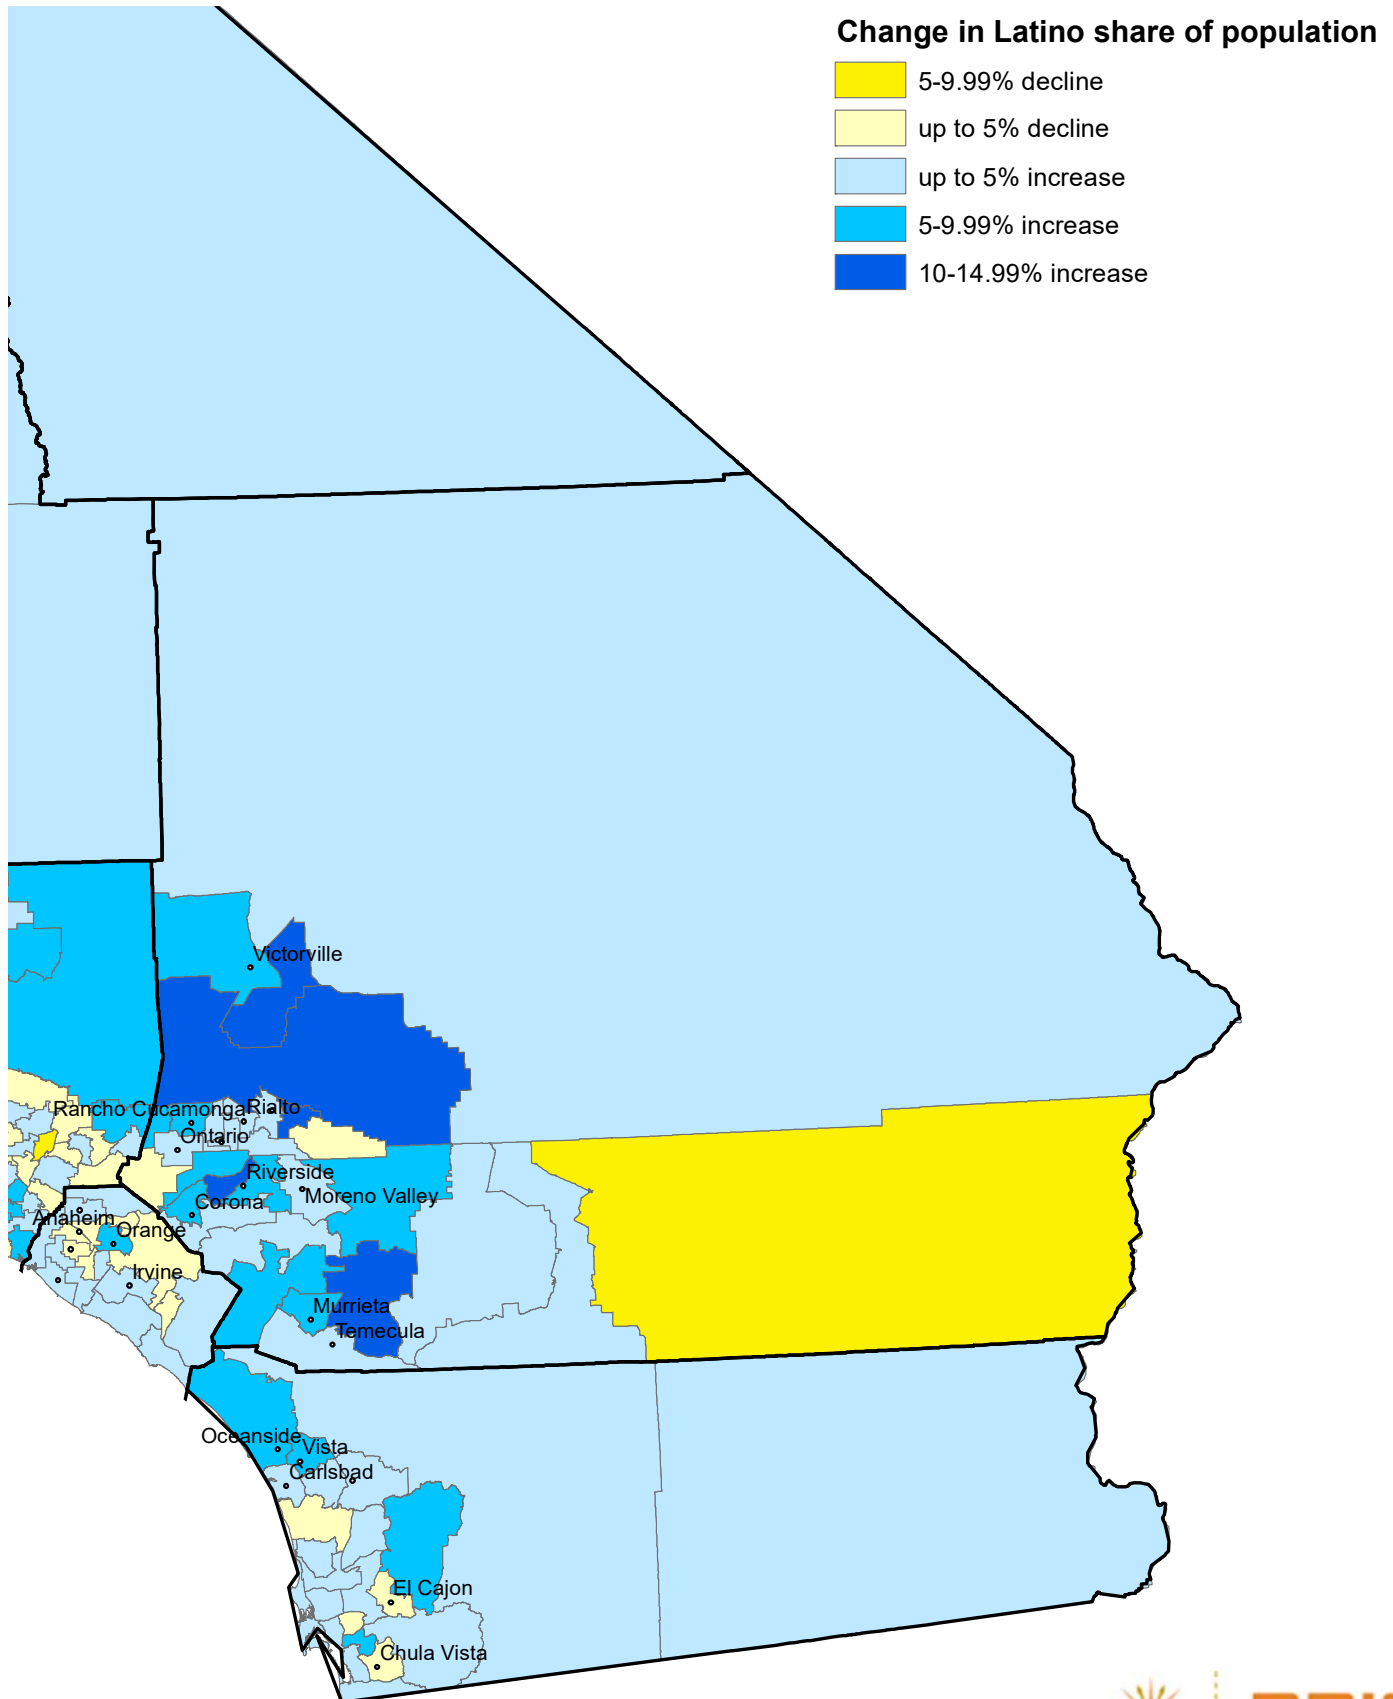 Change in Latino share of population
5-9.99% decline
up to 5% decline
up to 5% increase
5-9.99% increase
10-14.99% increase
Victorville
Rancho Cucamonga
Rialto
Ontario
Riverside
Moreno Valley
Corona
Anaheim
Orange
Irvine
Murrieta
Temecula
Oceanside
Vista
Carlsbad
El Cajon
Chula Vista